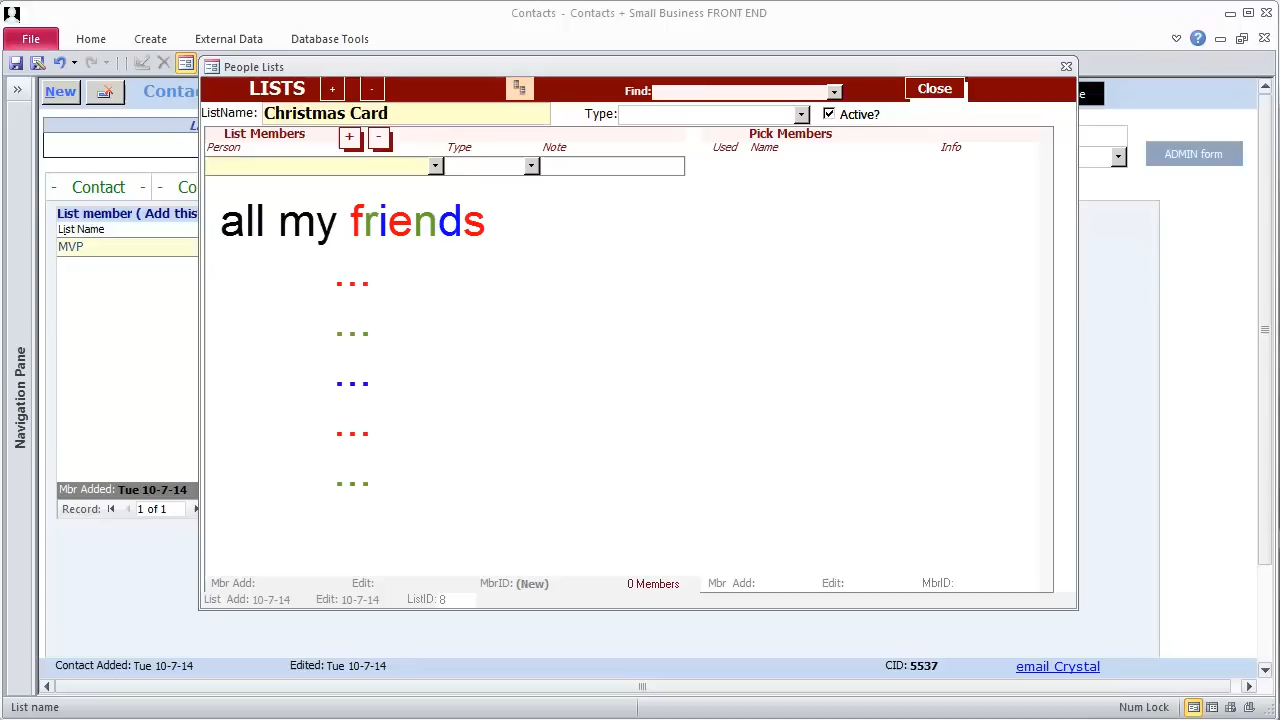 Contacts - Contacts + Small Business FRONT END
File Home Create External Data Database Tools
People Lists
New Contac
LISTS + - Find: Close
ListName: Christmas Card Type: Active?
List Members + - Pick Members
Person Type Note Used Name Info
ADMIN form
- Contact - - Co
List member ( Add this
List Name
MVP
all my friends
...
...
...
...
...
Navigation Pane
Mbr Added: Tue 10-7-14
Record: 1 of 1
Mbr Add: Edit: MbrID: (New) 0 Members Mbr Add: Edit: MbrID:
List Add: 10-7-14 Edit: 10-7-14 ListID: 8
Contact Added: Tue 10-7-14 Edited: Tue 10-7-14 CID: 5537 email Crystal
List name Num Lock